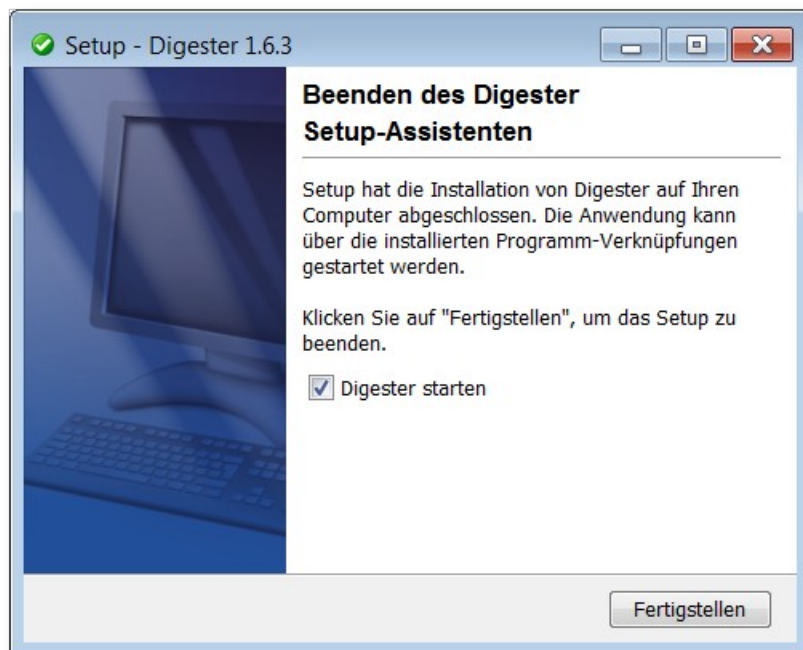 Setup - Digester 1.6.3
Beenden des Digester
Setup-Assistenten
Setup hat die Installation von Digester auf Ihren
Computer abgeschlossen. Die Anwendung kann
über die installierten Programm-Verknüpfungen
gestartet werden.
Klicken Sie auf "Fertigstellen", um das Setup zu
beenden.
Digester starten
Fertigstellen